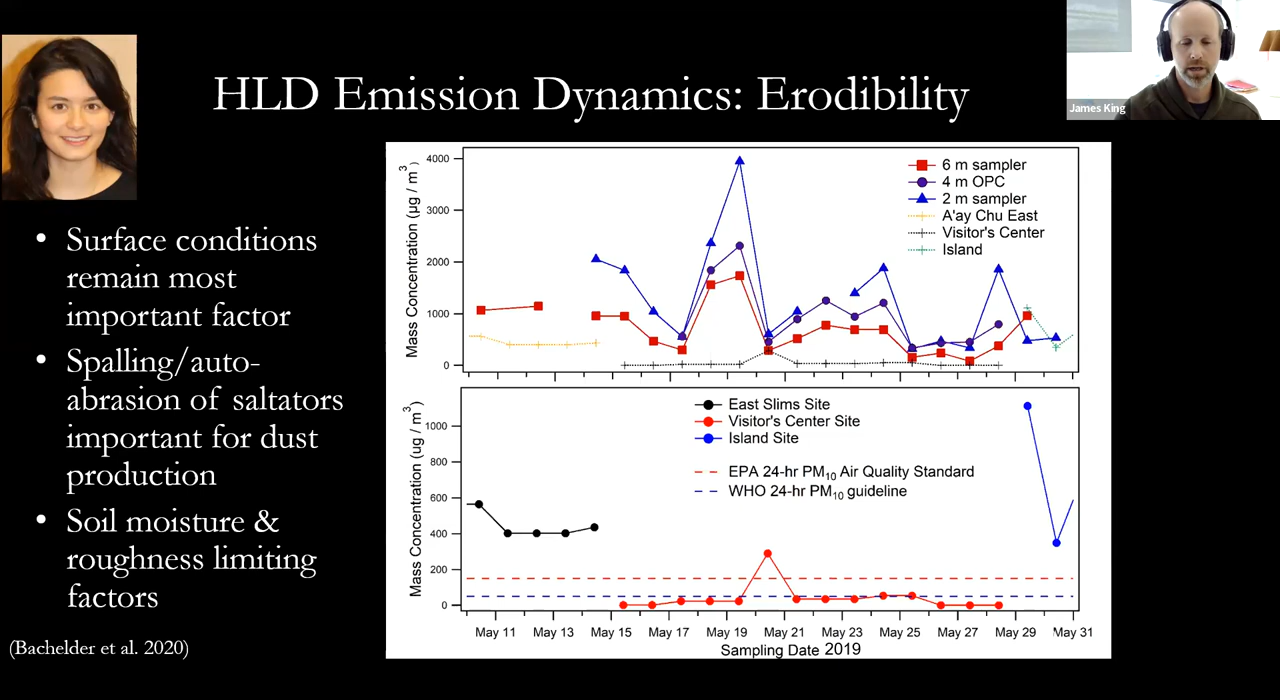 HLD Emission Dynamics: Erodibility
James King
• Surface conditions
remain most
important factor
• Spalling/auto-
abrasion of saltators
important for dust
production
• Soil moisture &
roughness limiting
factors
(Bachelder et al. 2020)
Mass Concentration (µg / m³)
4000
3000
2000
1000
0
6 m sampler
4 m OPC
2 m sampler
A'ay Chu East
Visitor's Center
Island
Mass Concentration (ug / m³)
1000
800
600
400
200
0
East Slims Site
Visitor's Center Site
Island Site
EPA 24-hr PM₁₀ Air Quality Standard
WHO 24-hr PM₁₀ guideline
May 11 May 13 May 15 May 17 May 19 May 21 May 23 May 25 May 27 May 29 May 31
Sampling Date 2019